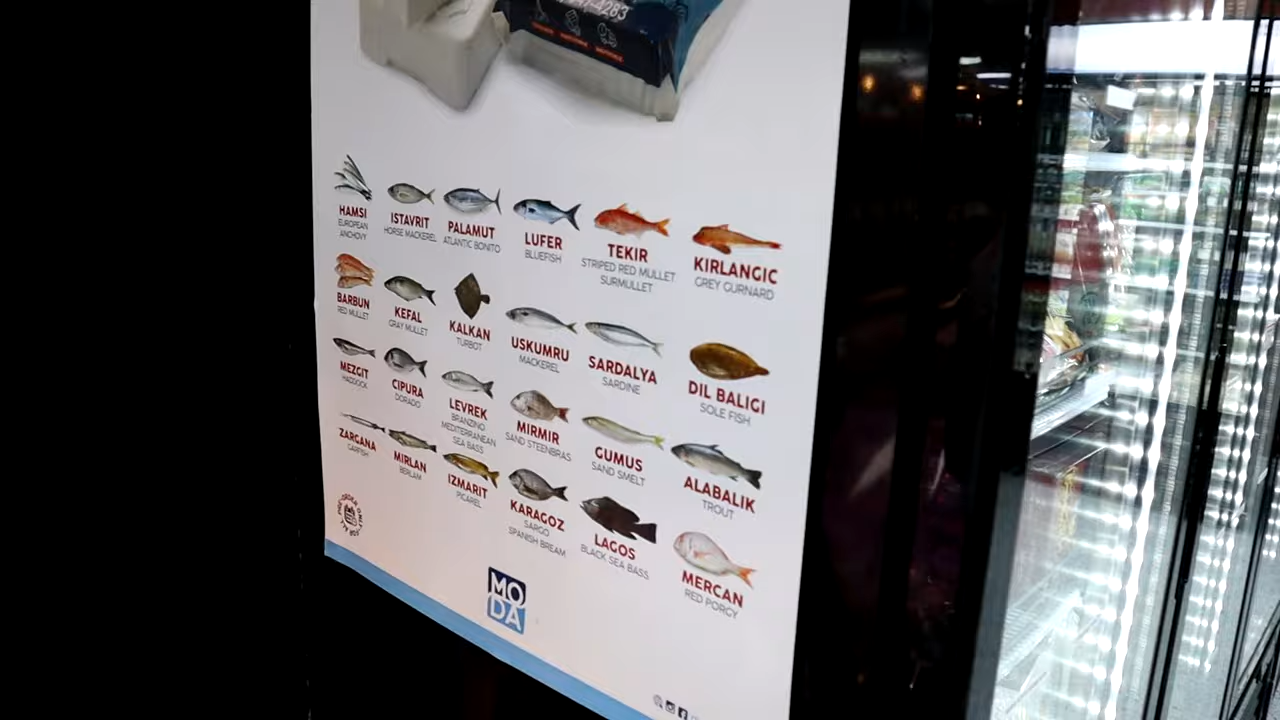 4283
HAMSI
EUROPEAN
ANCHOVY
ISTAVRIT
HORSE MACKEREL
PALAMUT
ATLANTIC BONITO
LUFER
BLUEFISH
TEKIR
STRIPED RED MULLET
SURMULLET
KIRLANGIC
GREY GURNARD
BARBUN
RED MULLET
KEFAL
GRAY MULLET
KALKAN
TURBOT
USKUMRU
MACKEREL
SARDALYA
SARDINE
DIL BALIGI
SOLE FISH
MEZGIT
HADDOCK
CIPURA
DORADO
LEVREK
BRANZINO
MEDITERRANEAN
SEA BASS
MIRMIR
SAND STEENBRAS
GUMUS
SAND SMELT
ALABALIK
TROUT
ZARGANA
GARFISH
MIRLAN
BERLAM
IZMARIT
PICAREL
KARAGOZ
SARGO
SPANISH BREAM
LAGOS
BLACK SEA BASS
MERCAN
RED PORGY
MO
DA